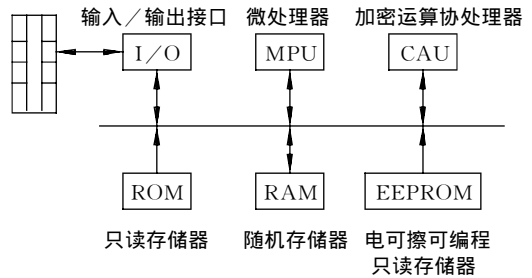 输入／输出接口 微处理器 加密运算协处理器
I／O MPU CAU
ROM RAM EEPROM
只读存储器 随机存储器 电可擦可编程
只读存储器